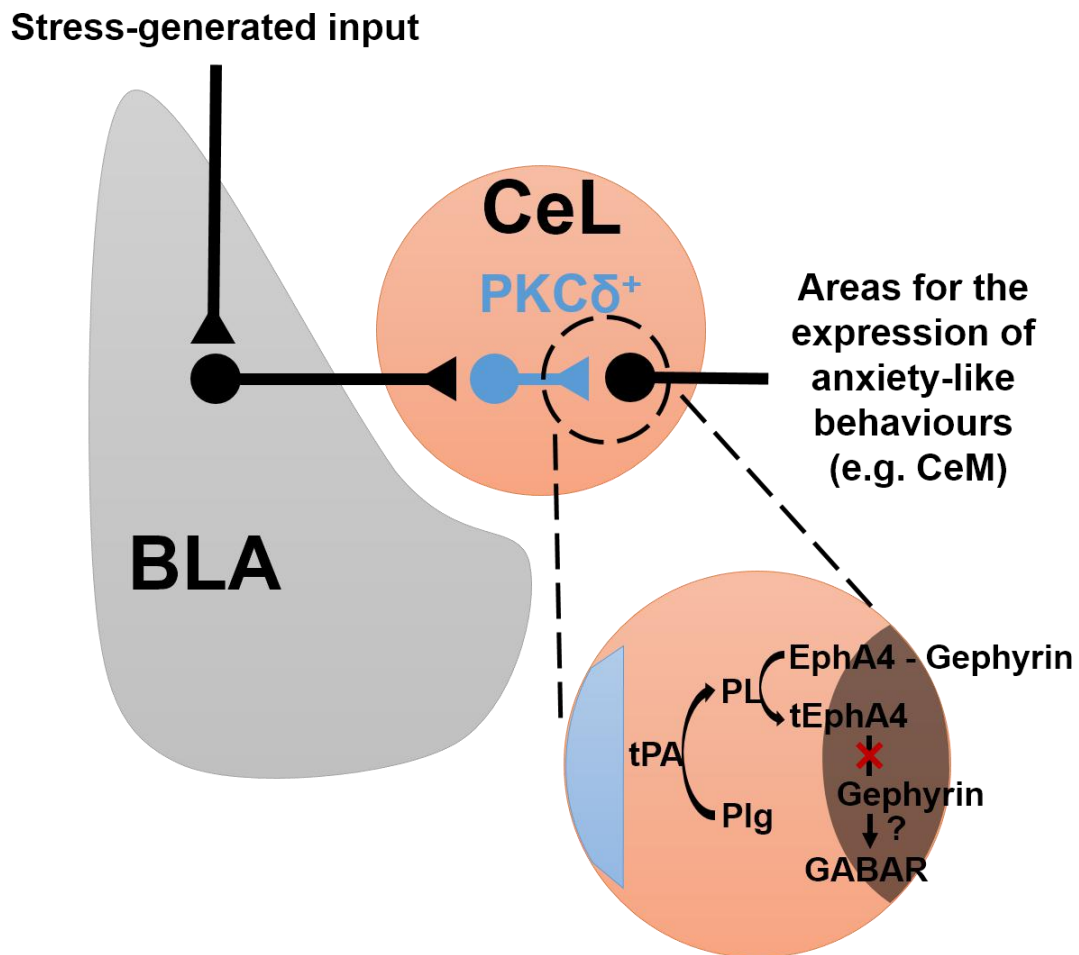 Stress-generated input
CeL
PKCδ⁺
Areas for the
expression of
anxiety-like
behaviours
(e.g. CeM)
BLA
EphA4 - Gephyrin
PL
tEphA4
tPA
Gephyrin
Plg
?
GABAR